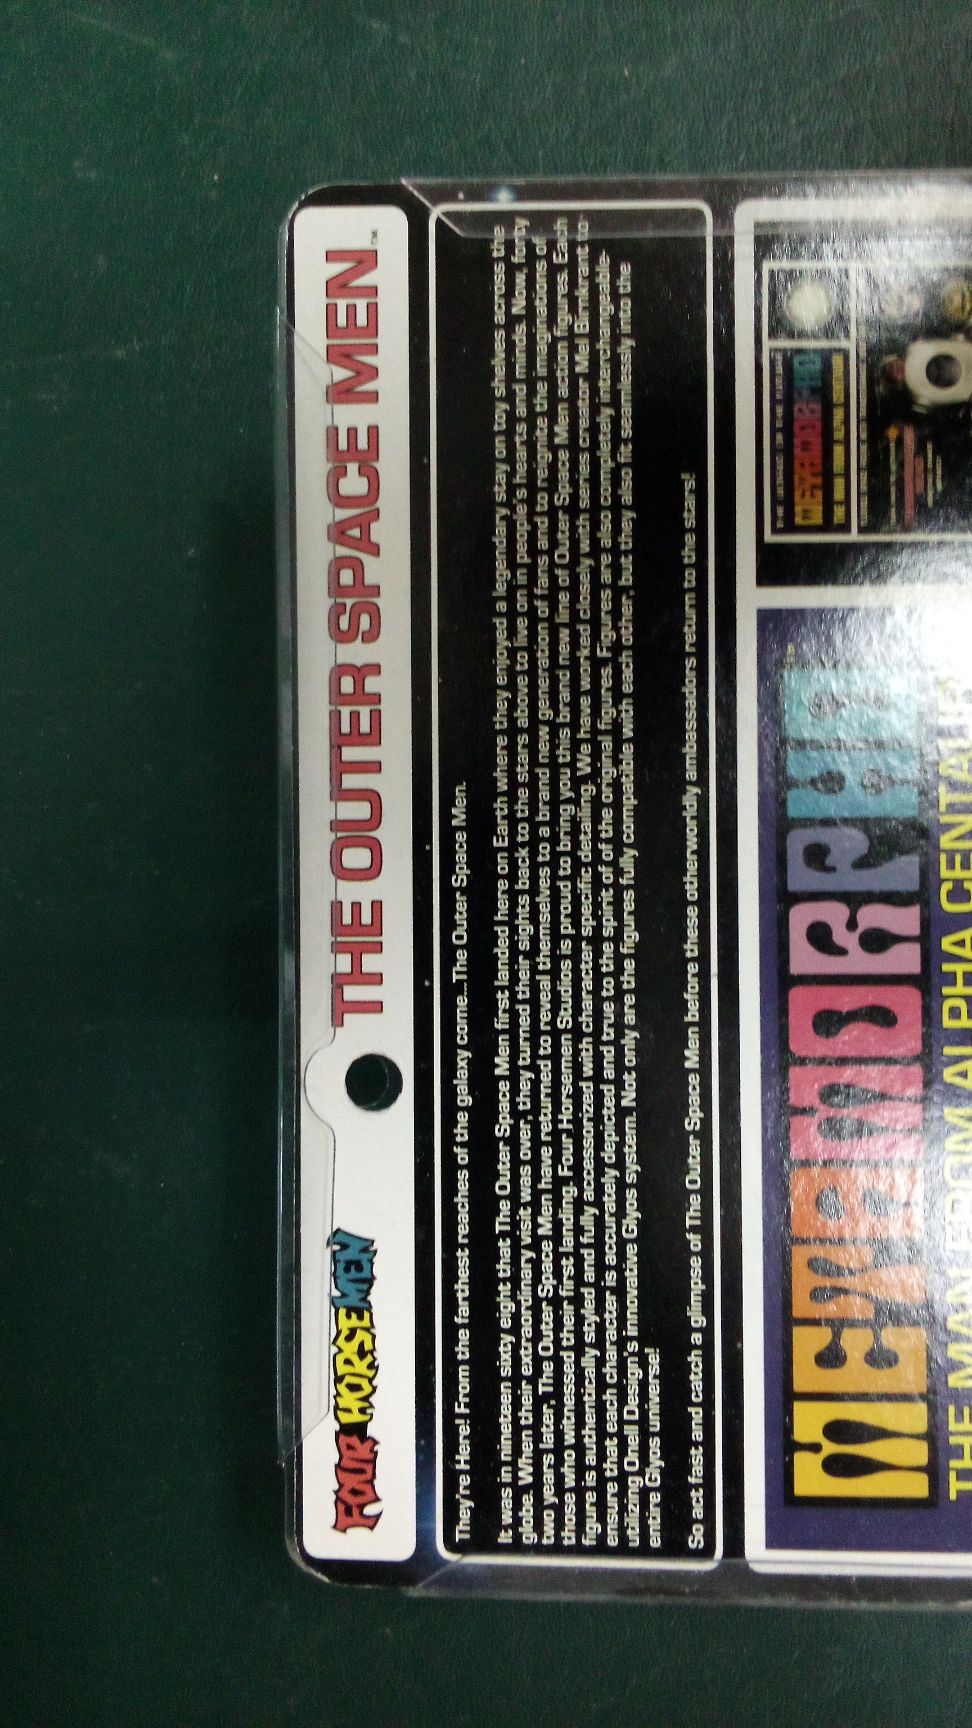 FOUR HORSEMEN
THE OUTER SPACE MEN™
They're Here! From the farthest reaches of the galaxy come...The Outer Space Men.
It was in nineteen sixty eight that The Outer Space Men first landed here on Earth where they enjoyed a legendary stay on toy shelves across the
globe. When their extraordinary visit was over, they turned their sights back to the stars above to live on in people's hearts and minds. Now, forty
two years later, The Outer Space Men have returned to reveal themselves to a brand new generation of fans and to reignite the imaginations of
those who witnessed their first landing. Four Horsemen Studios is proud to bring you this brand new line of Outer Space Men action figures. Each
figure is authentically styled and fully accessorized with character specific detailing. We have worked closely with series creator Mel Birnkrant to
ensure that each character is accurately depicted and true to the spirit of of the original figures. Figures are also completely interchangeable-
utilizing Onell Design's innovative Glyos system. Not only are the figures fully compatible with each other, but they also fit seamlessly into the
entire Glyos universe!
So act fast and catch a glimpse of The Outer Space Men before these otherworldly ambassadors return to the stars!
METAMORPHO™
THE MAN FROM ALPHA CENTAURI
METAMORPHO